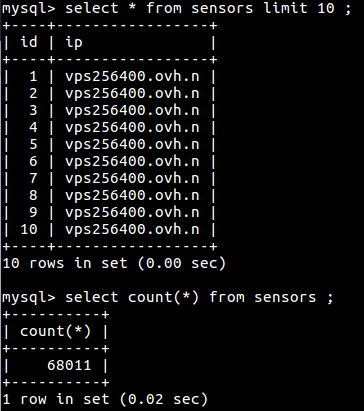 mysql> select * from sensors limit 10 ;
+----+-----------------+
| id | ip              |
+----+-----------------+
|  1 | vps256400.ovh.n |
|  2 | vps256400.ovh.n |
|  3 | vps256400.ovh.n |
|  4 | vps256400.ovh.n |
|  5 | vps256400.ovh.n |
|  6 | vps256400.ovh.n |
|  7 | vps256400.ovh.n |
|  8 | vps256400.ovh.n |
|  9 | vps256400.ovh.n |
| 10 | vps256400.ovh.n |
+----+-----------------+
10 rows in set (0.00 sec)
mysql> select count(*) from sensors ;
+----------+
| count(*) |
+----------+
|    68011 |
+----------+
1 row in set (0.02 sec)